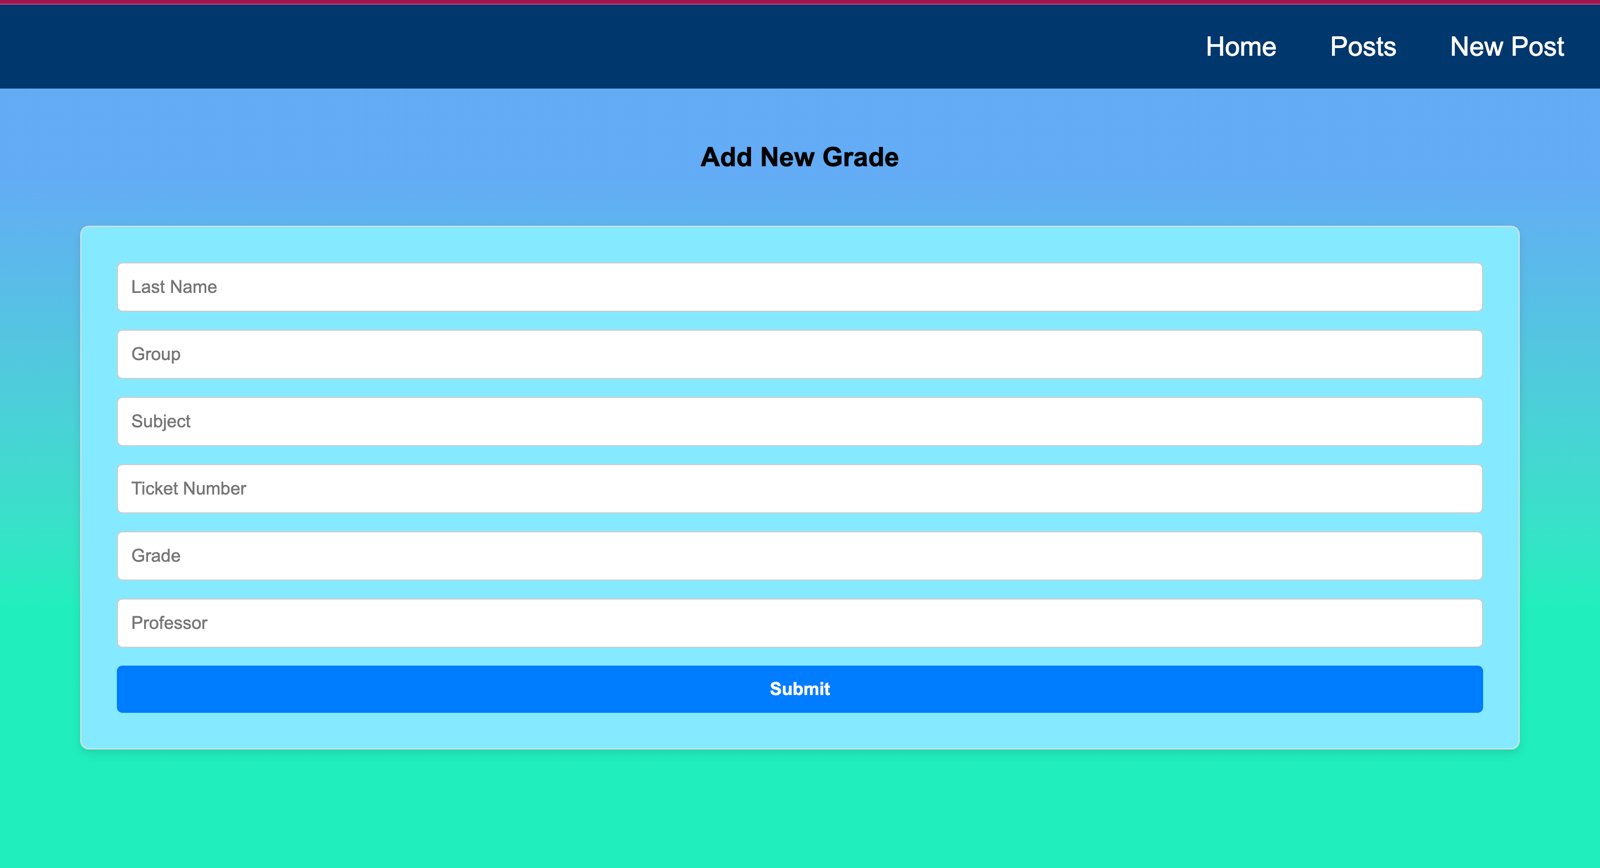 Home Posts New Post
Add New Grade
Last Name
Group
Subject
Ticket Number
Grade
Professor
Submit